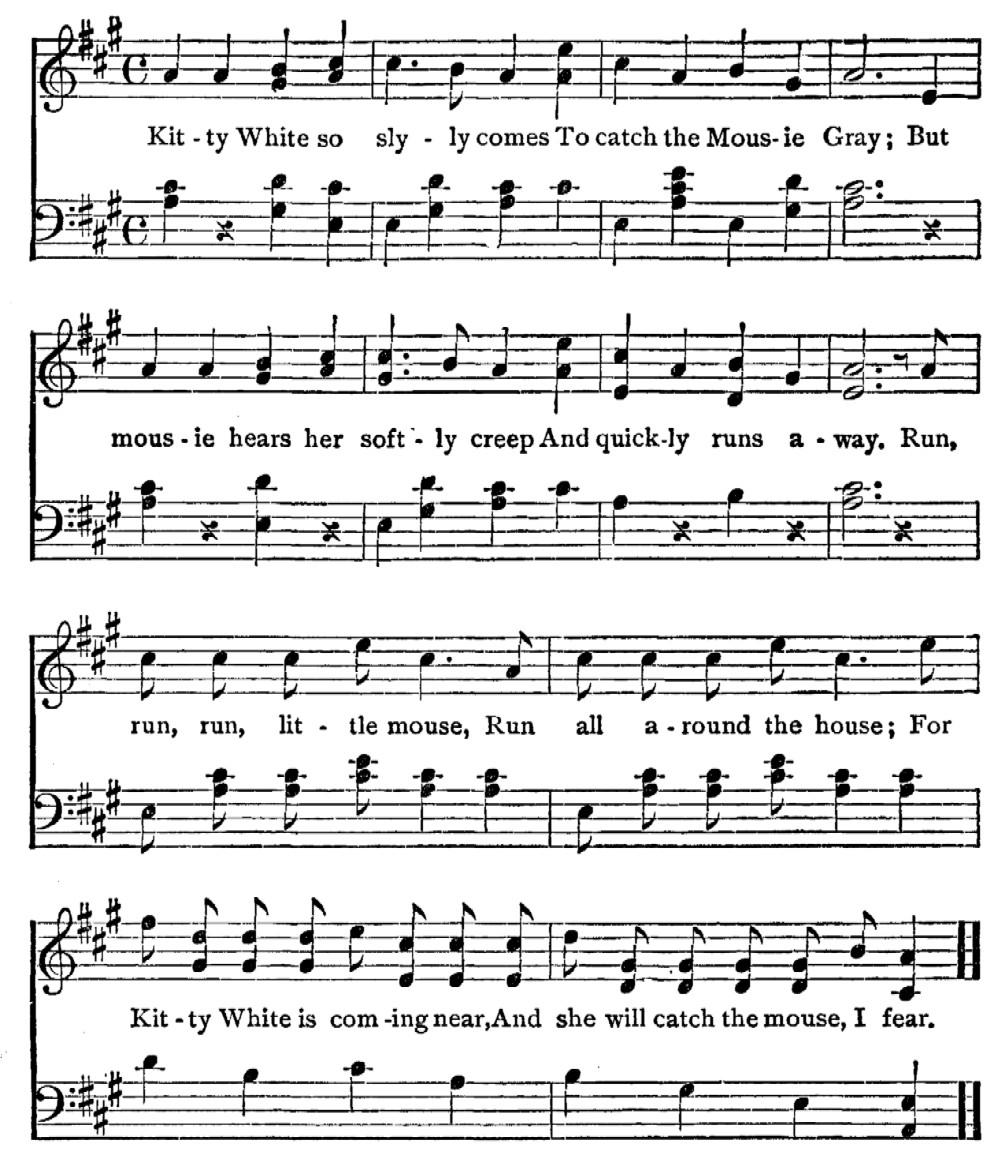 Kit - ty White so sly - ly comes To catch the Mous- ie Gray; But
mous - ie hears her soft - ly creep And quick-ly runs a - way. Run,
run, run, lit - tle mouse, Run all a - round the house; For
Kit - ty White is com -ing near, And she will catch the mouse, I fear.